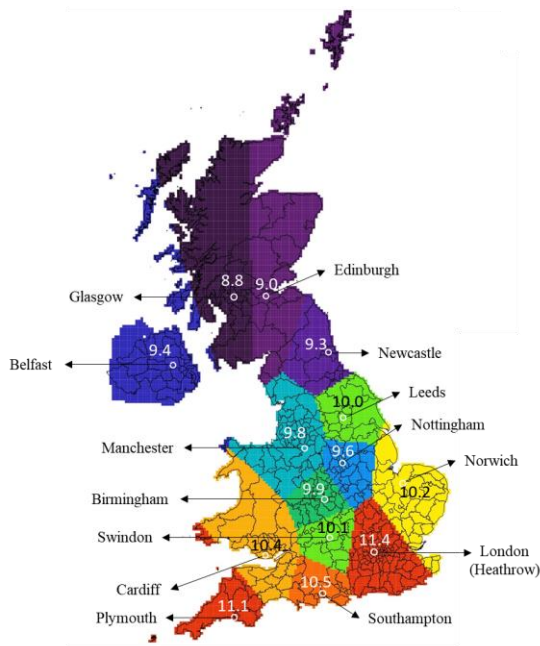 Edinburgh
8.8
9.0
Glasgow
9.3
9.4
Newcastle
Belfast
Leeds
10.0
Nottingham
9.8
Manchester
9.6
Norwich
Birmingham
9.9
10.2
Swindon
10.1
10.4
11.4
London
(Heathrow)
Cardiff
10.5
11.1
Plymouth
Southampton